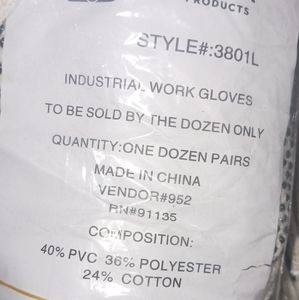 PRODUCTS
STYLE#:3801L
INDUSTRIAL WORK GLOVES
TO BE SOLD BY THE DOZEN ONLY
QUANTITY:ONE DOZEN PAIRS
MADE IN CHINA
VENDOR#952
RN#91135
COMPOSITION:
40% PVC 36% POLYESTER
24% COTTON